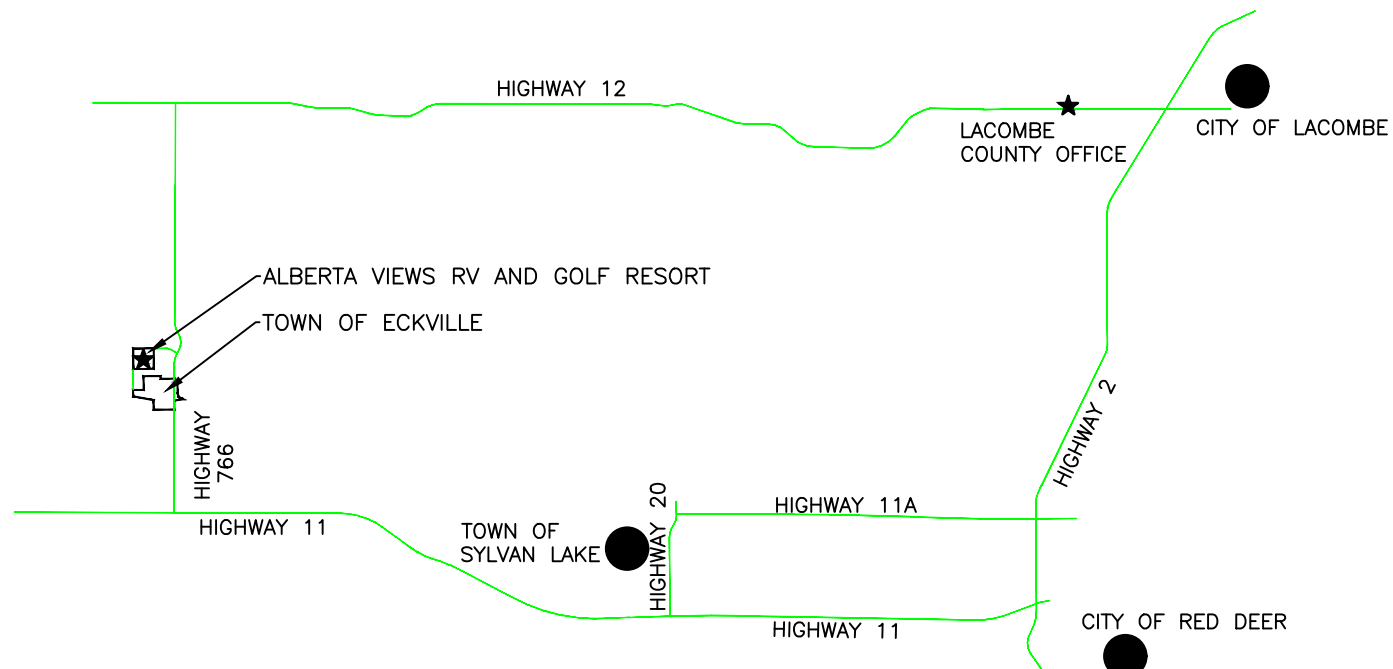 HIGHWAY 12
LACOMBE
COUNTY OFFICE
CITY OF LACOMBE
ALBERTA VIEWS RV AND GOLF RESORT
TOWN OF ECKVILLE
HIGHWAY
766
HIGHWAY 2
HIGHWAY 11
TOWN OF
SYLVAN LAKE
HIGHWAY 20
HIGHWAY 11A
HIGHWAY 11
CITY OF RED DEER